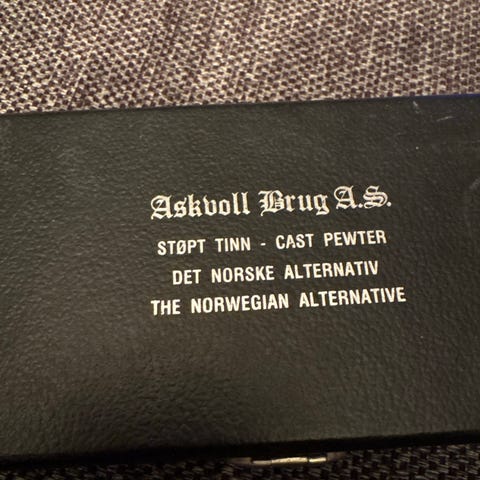 Askvoll Brug A.S.
STØPT TINN - CAST PEWTER
DET NORSKE ALTERNATIV
THE NORWEGIAN ALTERNATIVE